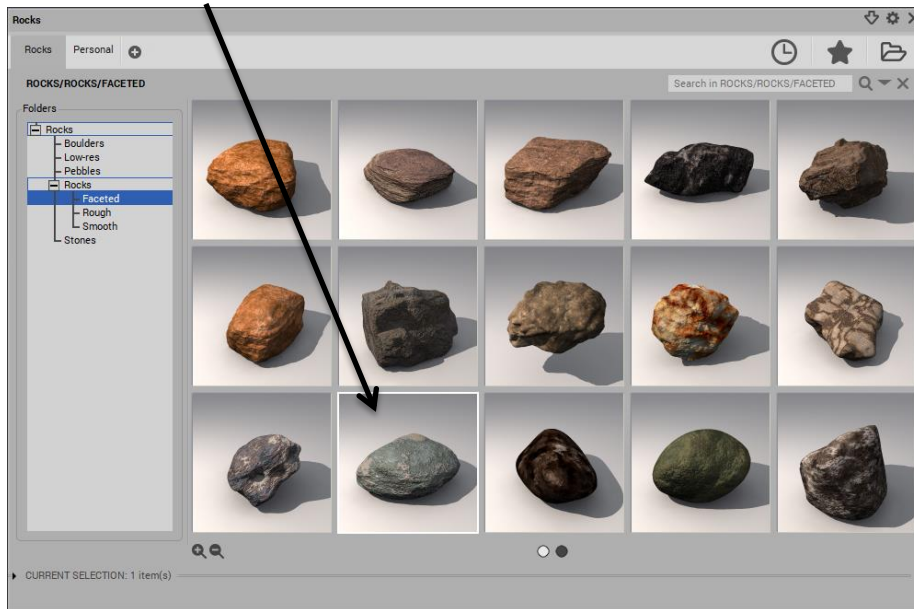 Rocks
Rocks Personal
ROCKS/ROCKS/FACETED
Search in ROCKS/ROCKS/FACETED
Folders
Rocks
Boulders
Low-res
Pebbles
Rocks
Faceted
Rough
Smooth
Stones
CURRENT SELECTION: 1 item(s)